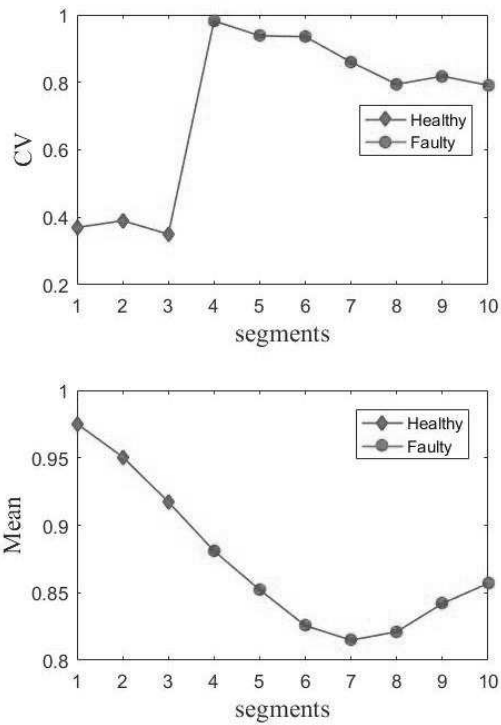 1
0.8
0.6
0.4
0.2
CV
Healthy
Faulty
1 2 3 4 5 6 7 8 9 10
segments
1
0.95
0.9
0.85
0.8
Mean
Healthy
Faulty
1 2 3 4 5 6 7 8 9 10
segments